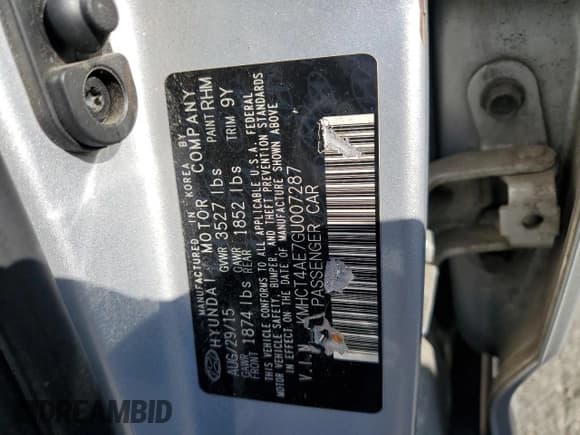 MANUFACTURED IN KOREA BY
HYUNDAI MOTOR COMPANY
AUG/29/15 GVWR 3527 lbs PAINT RHM
GAWR FRONT 1874 lbs GAWR REAR 1852 lbs TRIM 9Y
THIS VEHICLE CONFORMS TO ALL APPLICABLE U.S.A. FEDERAL
MOTOR VEHICLE SAFETY, BUMPER, AND THEFT PREVENTION STANDARDS
IN EFFECT ON THE DATE OF MANUFACTURE SHOWN ABOVE
V.I.N KMHCT4AE7GU007287
PASSENGER CAR
DREAMBID